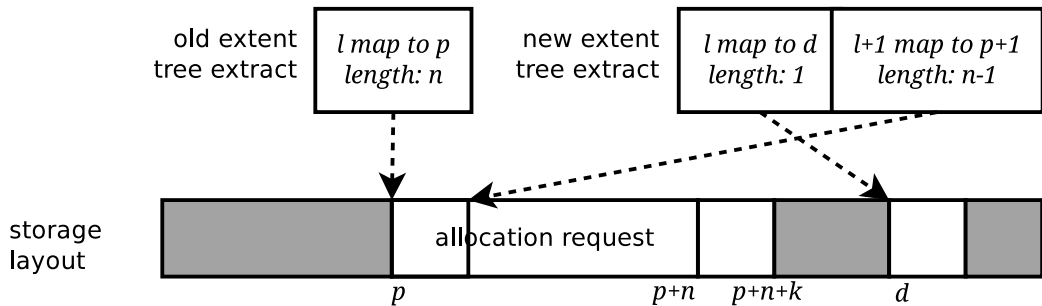 old extent
tree extract
l map to p
length: n
new extent
tree extract
l map to d
length: 1
l+1 map to p+1
length: n-1
storage
layout
allocation request
p
p+n
p+n+k
d